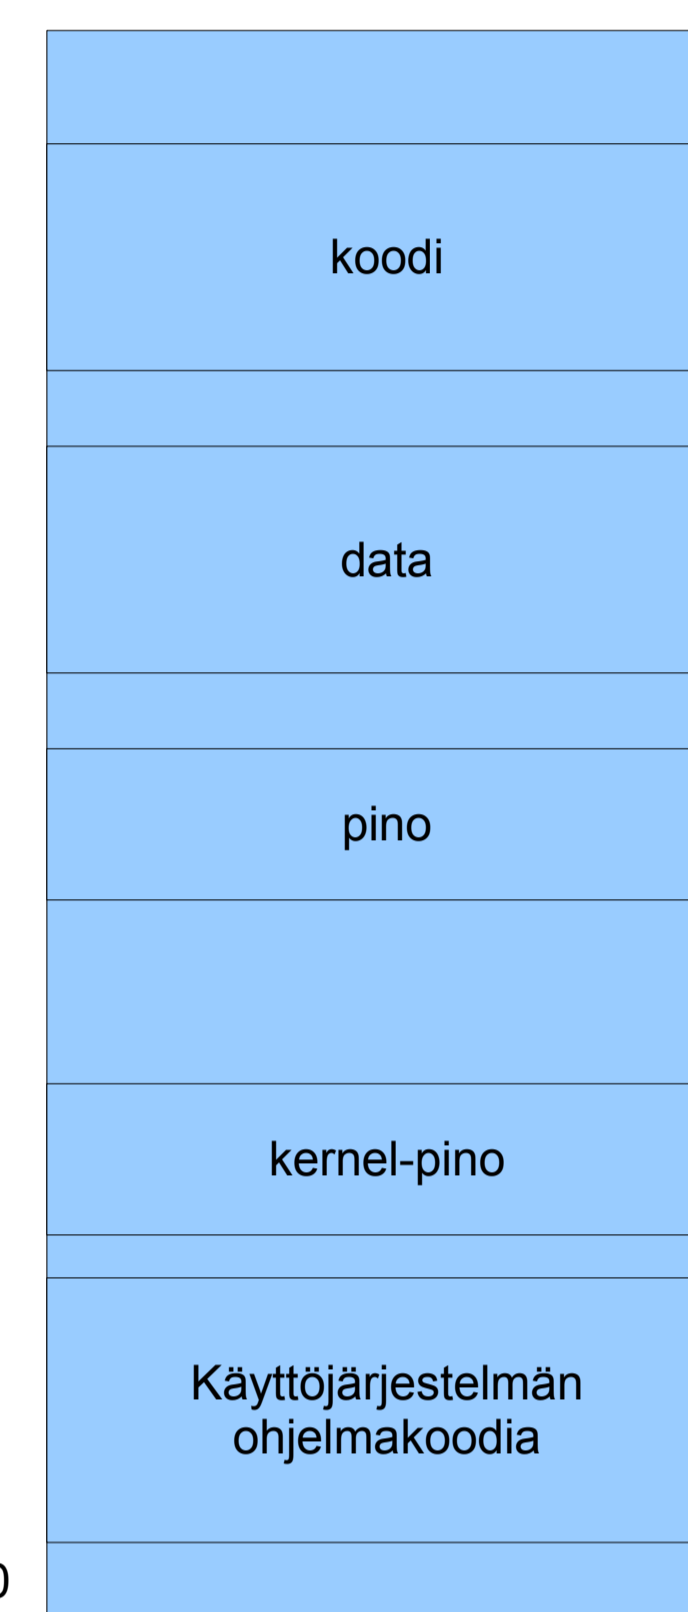 koodi
data
pino
kernel-pino
Käyttöjärjestelmän
ohjelmakoodia